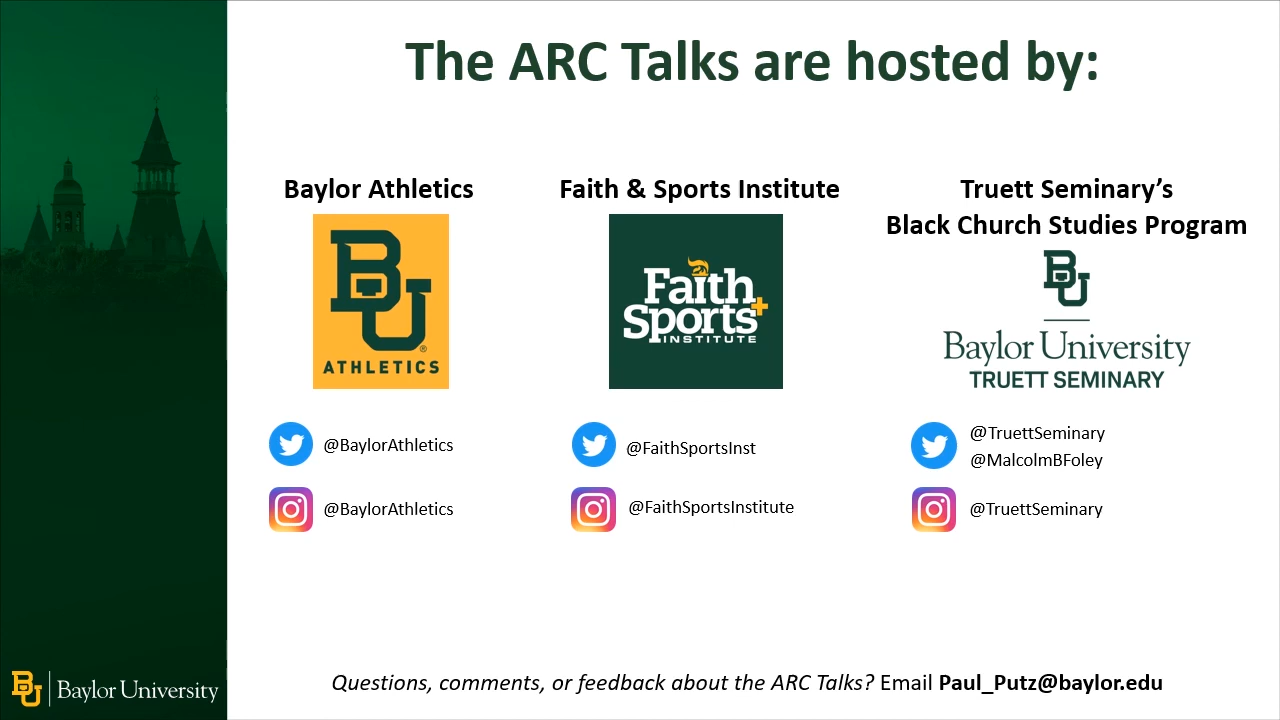 The ARC Talks are hosted by:
Baylor Athletics
BU
®
ATHLETICS
@BaylorAthletics
@BaylorAthletics
Faith & Sports Institute
Faith
Sports+
INSTITUTE
@FaithSportsInst
@FaithSportsInstitute
Truett Seminary’s
Black Church Studies Program
BU
Baylor University
TRUETT SEMINARY
@TruettSeminary
@MalcolmBFoley
@TruettSeminary
BU Baylor University
Questions, comments, or feedback about the ARC Talks? Email Paul_Putz@baylor.edu